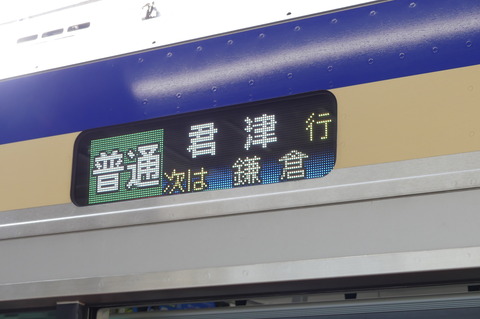 普通
君津行
次は 鎌倉